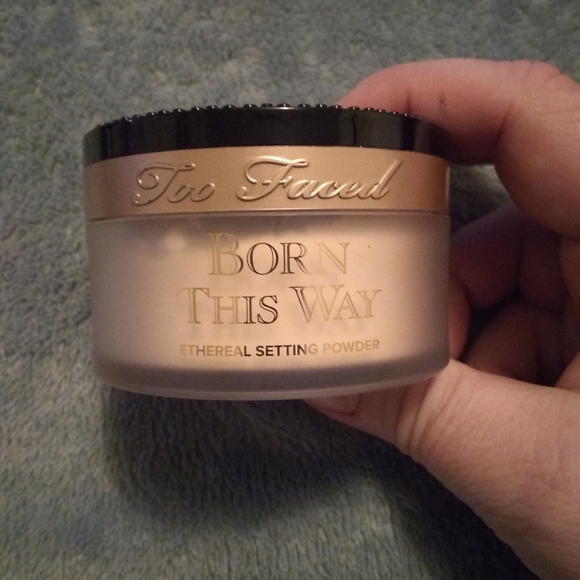 Too Faced
BORN
THIS WAY
ETHEREAL SETTING POWDER